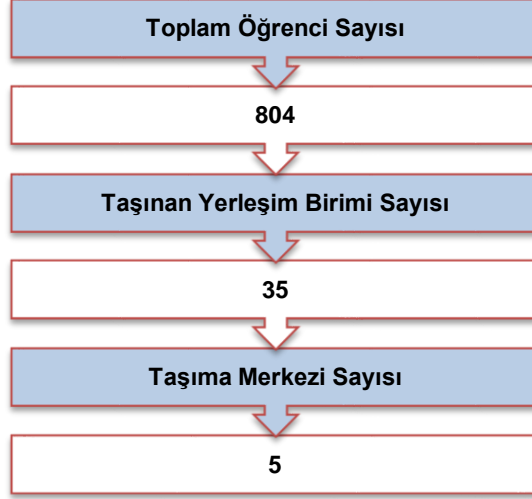 Toplam Öğrenci Sayısı
804
Taşınan Yerleşim Birimi Sayısı
35
Taşıma Merkezi Sayısı
5